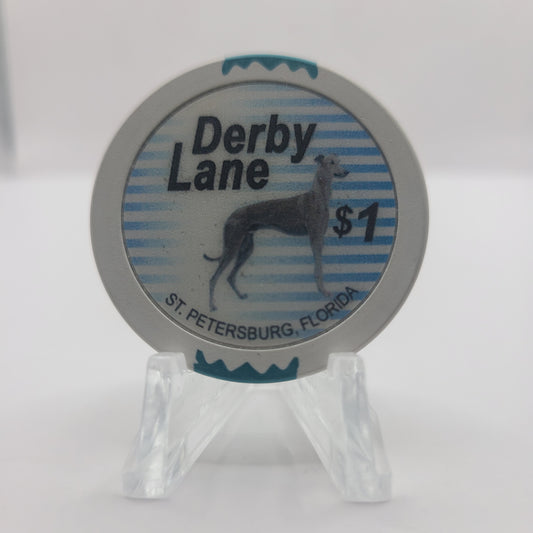 Derby
Lane
$1
ST. PETERSBURG, FLORIDA